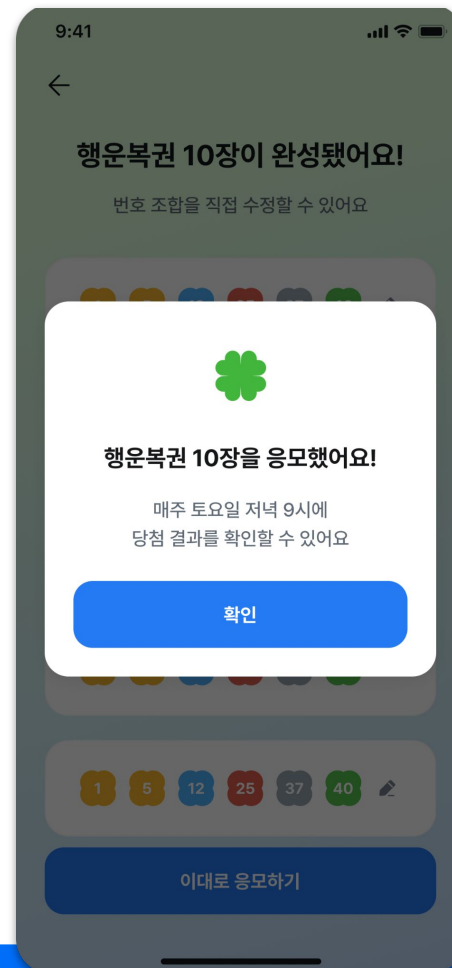 9:41
행운복권 10장이 완성됐어요!
번호 조합을 직접 수정할 수 있어요
행운복권 10장을 응모했어요!
매주 토요일 저녁 9시에
당첨 결과를 확인할 수 있어요
확인
1 5 12 25 37 40
이대로 응모하기